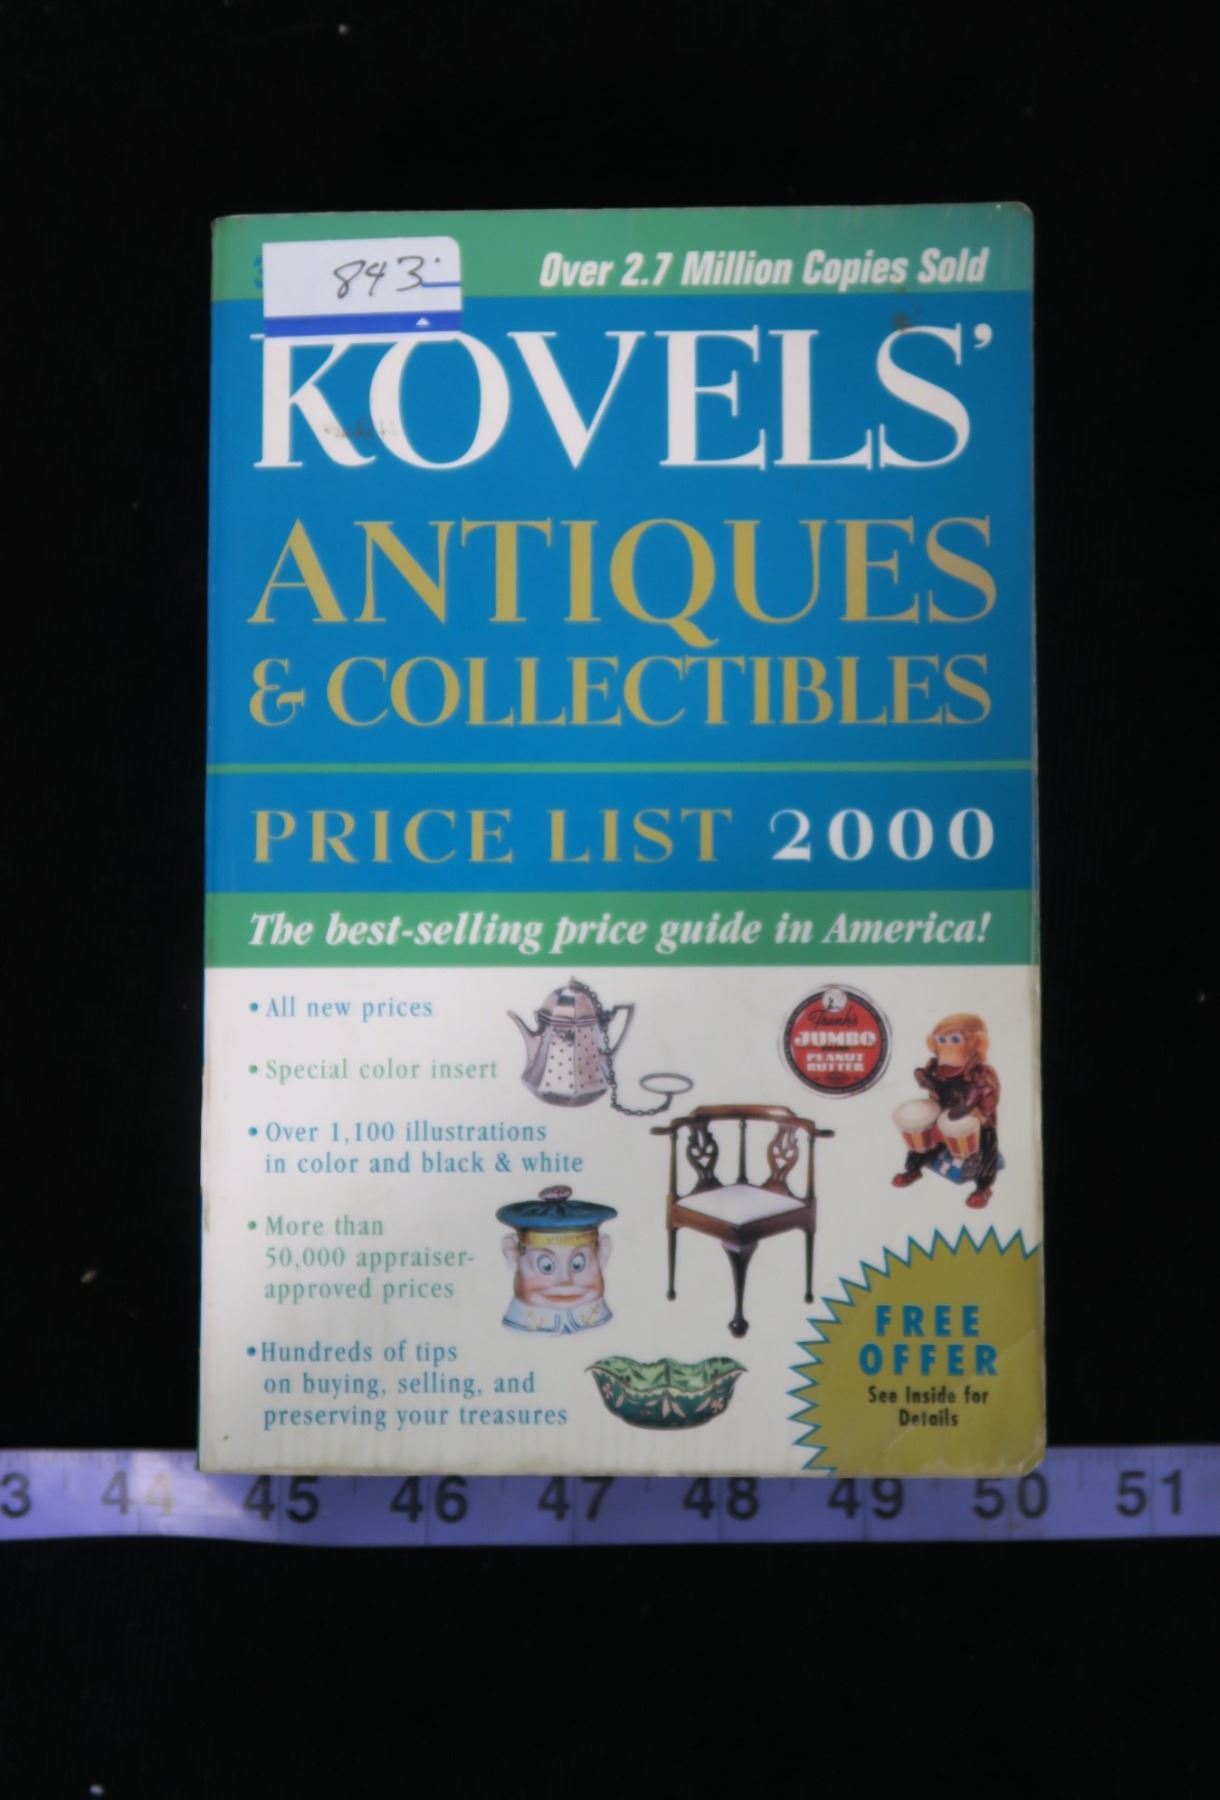 843.
Over 2.7 Million Copies Sold
KOVELS'
ANTIQUES
& COLLECTIBLES
PRICE LIST 2000
The best-selling price guide in America!
• All new prices
• Special color insert
• Over 1,100 illustrations
in color and black & white
• More than
50,000 appraiser-
approved prices
• Hundreds of tips
on buying, selling, and
preserving your treasures
Frank's
JUMBO
PEANUT
BUTTER
FREE
OFFER
See Inside for
Details
3 44 45 46 47 48 49 50 51